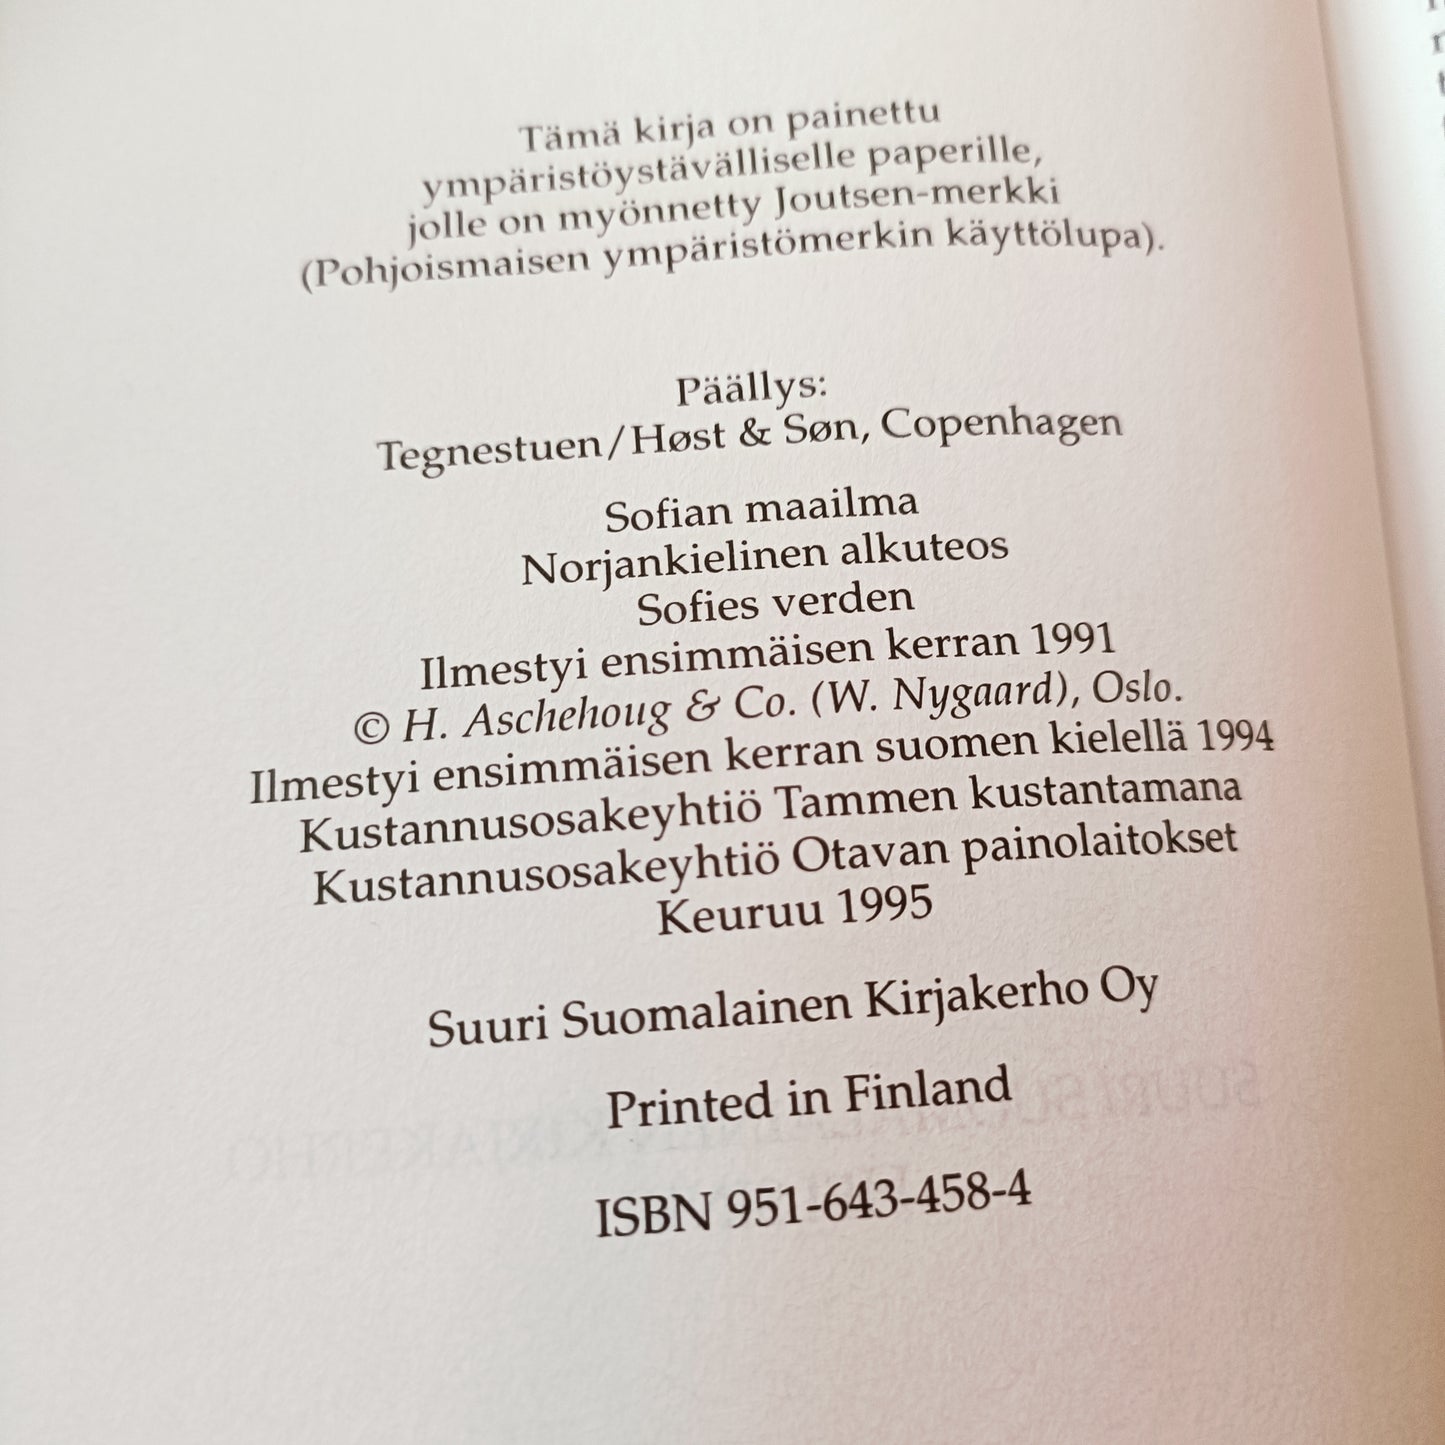 Tämä kirja on painettu
ympäristöystävälliselle paperille,
jolle on myönnetty Joutsen-merkki
(Pohjoismaisen ympäristömerkin käyttölupa).
Päällys:
Tegnestuen/Høst & Søn, Copenhagen
Sofian maailma
Norjankielinen alkuteos
Sofies verden
Ilmestyi ensimmäisen kerran 1991
© H. Aschehoug & Co. (W. Nygaard), Oslo.
Ilmestyi ensimmäisen kerran suomen kielellä 1994
Kustannusosakeyhtiö Tammen kustantamana
Kustannusosakeyhtiö Otavan painolaitokset
Keuruu 1995
Suuri Suomalainen Kirjakerho Oy
Printed in Finland
ISBN 951-643-458-4